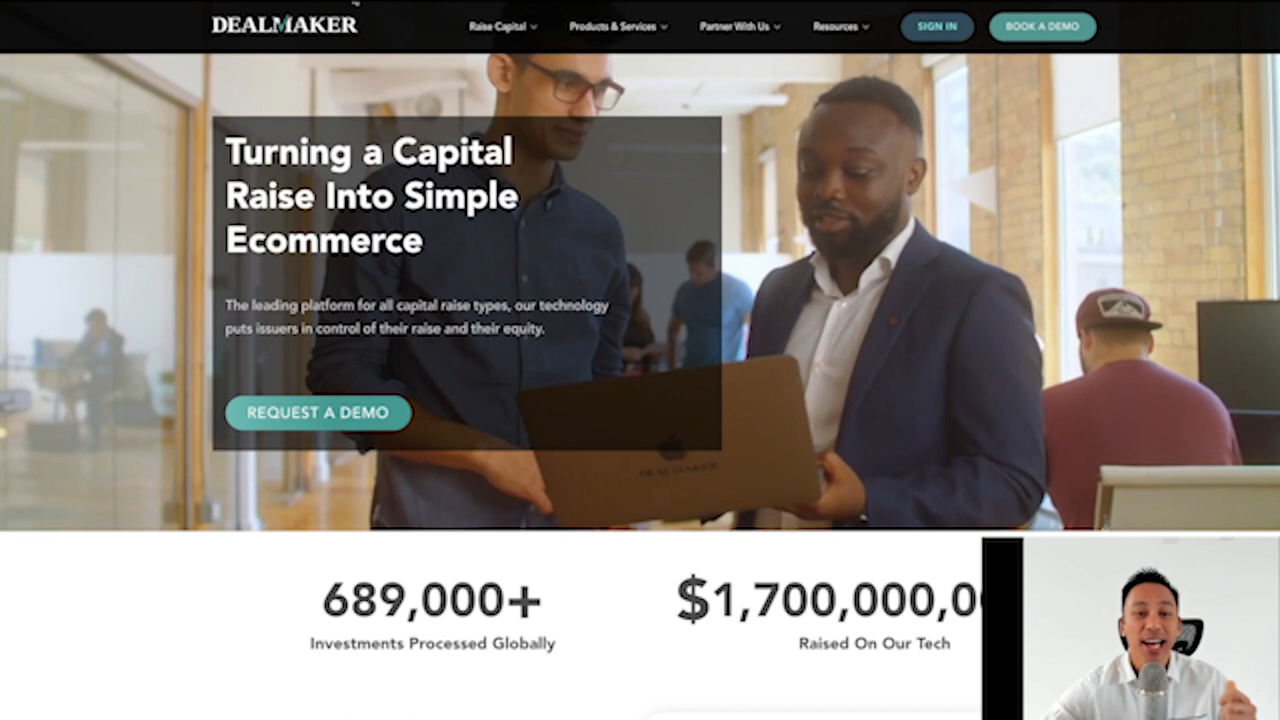 DEALMAKER
Raise Capital
Products & Services
Partner With Us
Resources
SIGN IN
BOOK A DEMO
Turning a Capital
Raise Into Simple
Ecommerce
The leading platform for all capital raise types, our technology
puts issuers in control of their raise and their equity.
REQUEST A DEMO
DEALMAKER
689,000+
$1,700,000,0
Investments Processed Globally
Raised On Our Tech